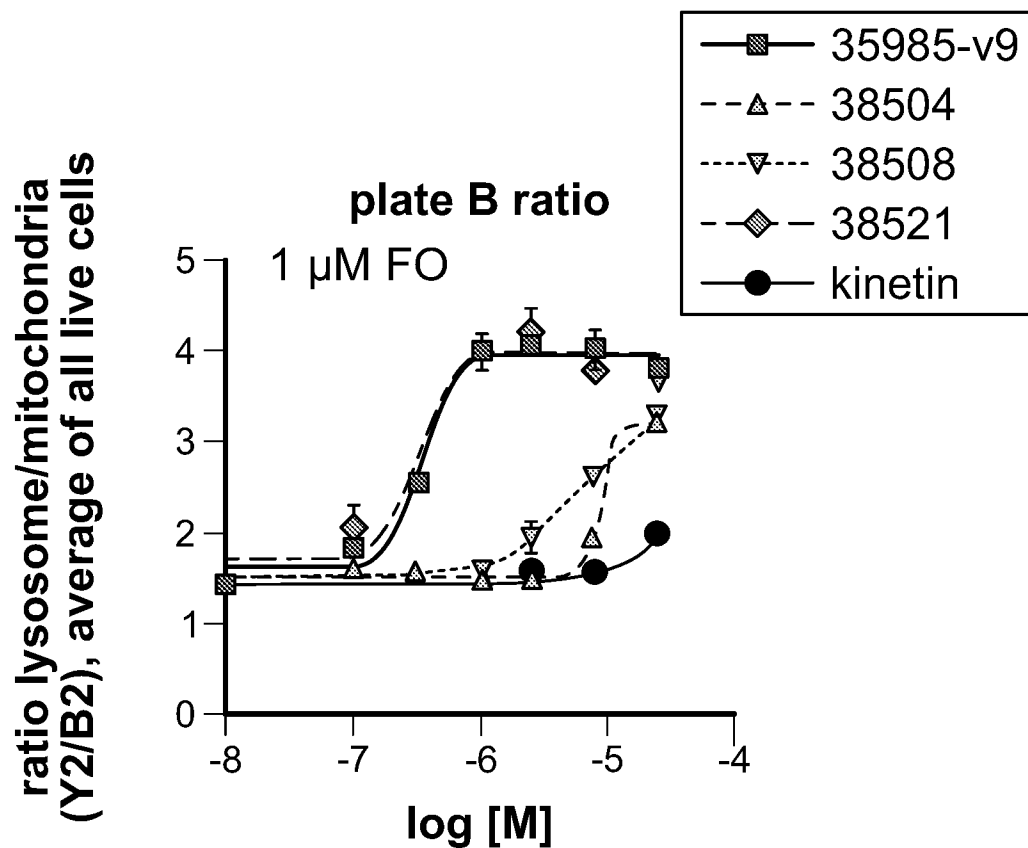 35985-v9
38504
38508
38521
kinetin
plate B ratio
1 µM FO
ratio lysosome/mitochondria
(Y2/B2), average of all live cells
5
4
3
2
1
0
-8 -7 -6 -5 -4
log [M]